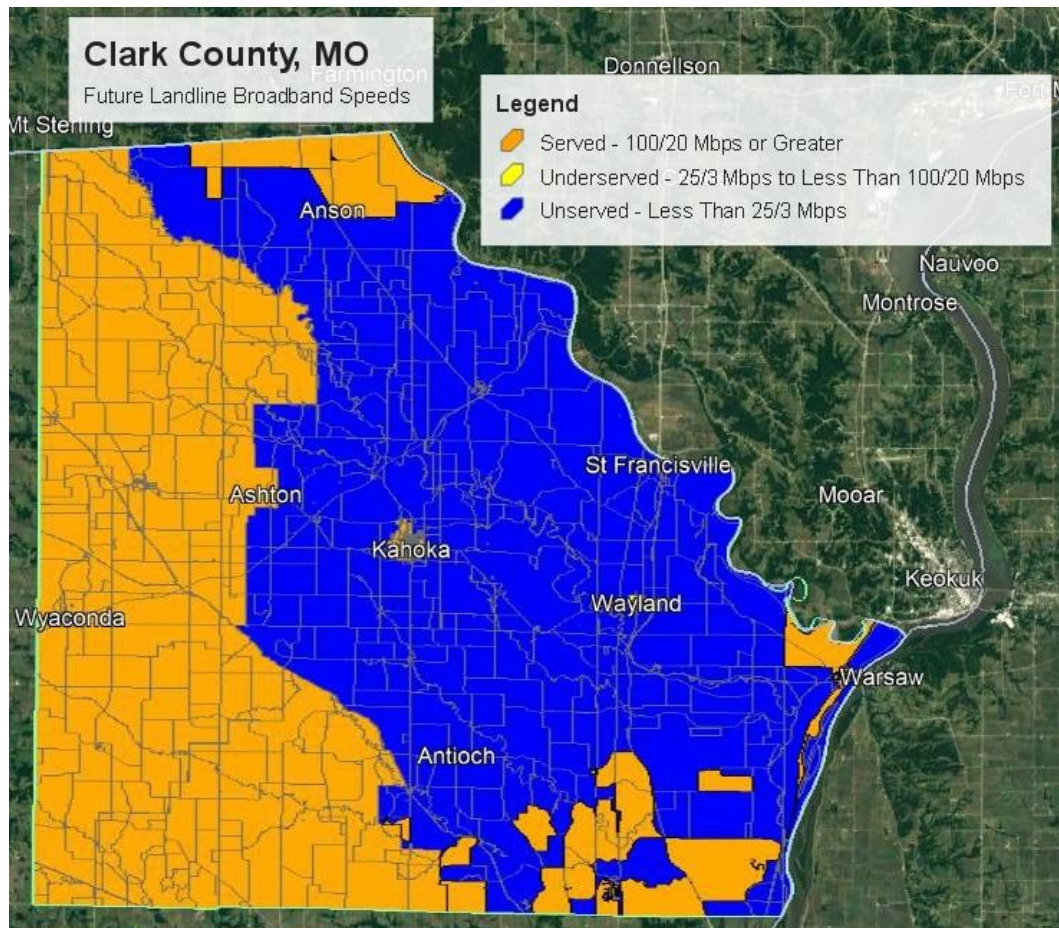 Clark County, MO
Future Landline Broadband Speeds
Farmington
Donnellson
Legend
Served - 100/20 Mbps or Greater
Underserved - 25/3 Mbps to Less Than 100/20 Mbps
Unserved - Less Than 25/3 Mbps
Fort M
Mt Sterling
Anson
Nauvoo
Montrose
St Francisville
Ashton
Mooar
Kahoka
Keokuk
Wayland
Wyaconda
Warsaw
Antioch